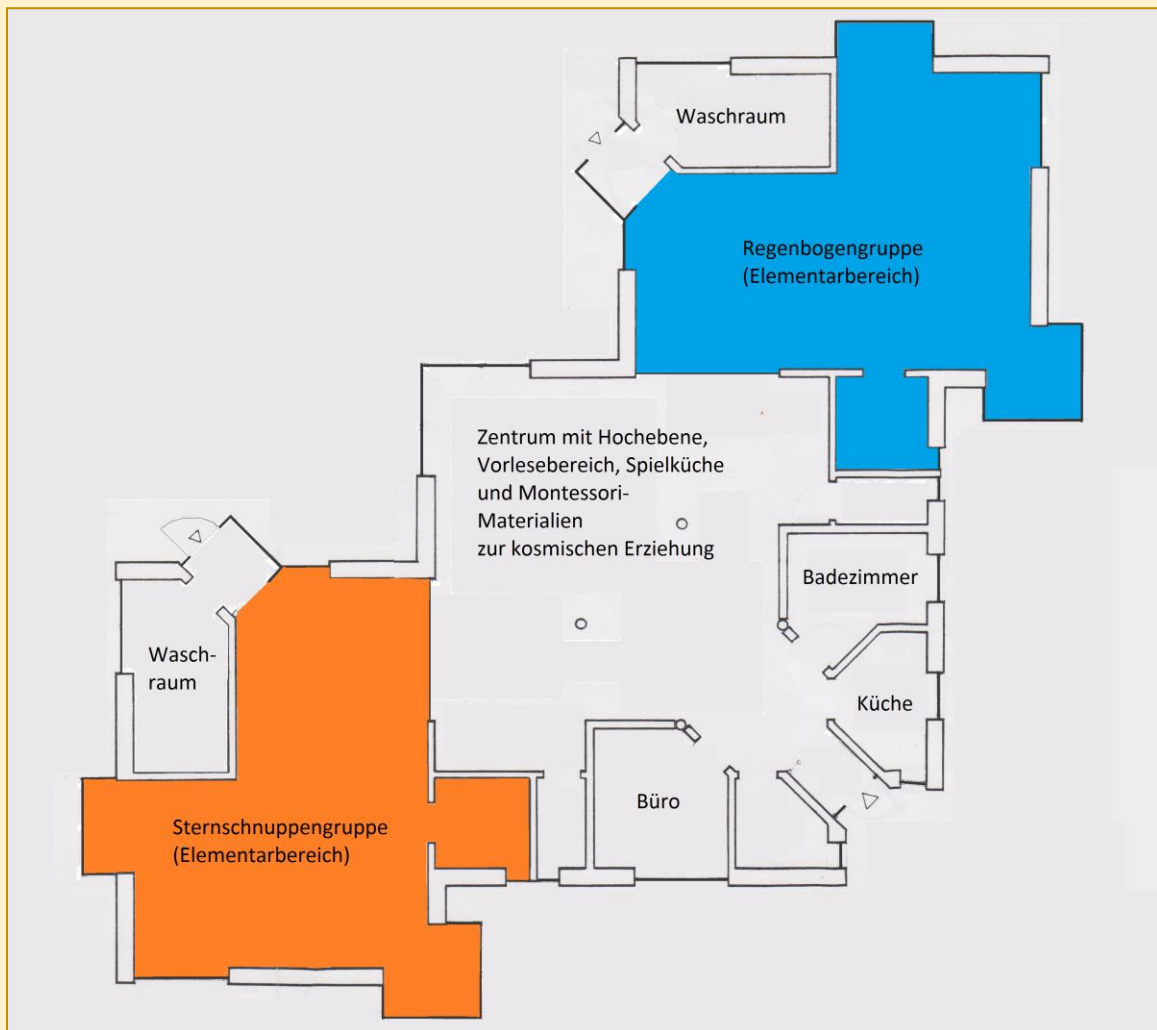 Waschraum
Regenbogengruppe
(Elementarbereich)
Zentrum mit Hochebene,
Vorlesebereich, Spielküche
und Montessori-
Materialien
zur kosmischen Erziehung
Badezimmer
Wasch-
raum
Küche
Büro
Sternschnuppengruppe
(Elementarbereich)